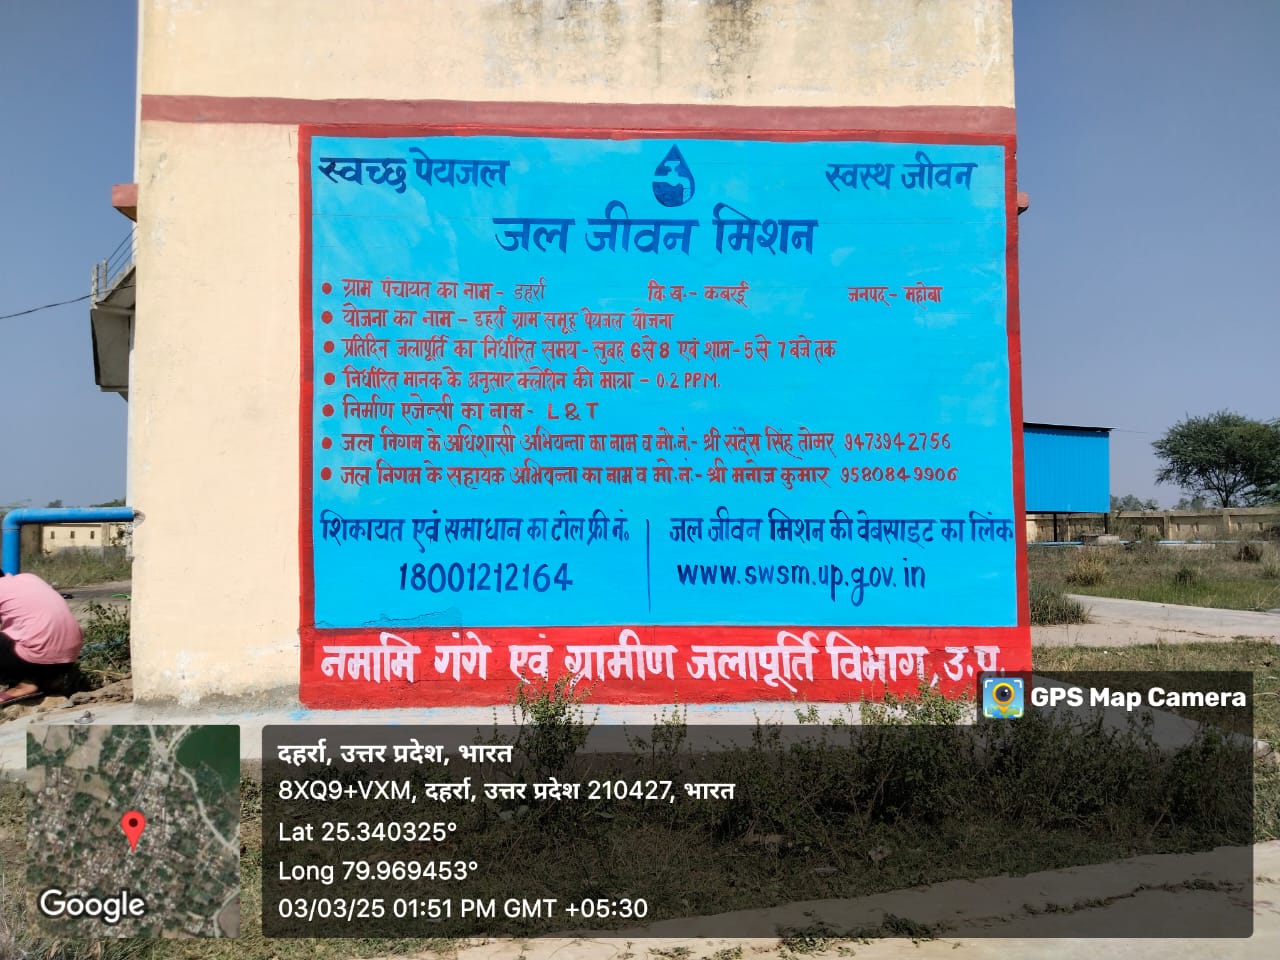 स्वच्छ पेयजल
स्वस्थ जीवन
जल जीवन मिशन
• ग्राम पंचायत का नाम - डहर्रा वि.ख.- कबरई जनपद - महोबा
• योजना का नाम - डहर्रा ग्राम समूह पेयजल योजना
• प्रतिदिन जलापूर्ति का निर्धारित समय - सुबह 6 से 8 एवं शाम - 5 से 7 बजे तक
• निर्धारित मानक के अनुसार क्लोरिन की मात्रा - 0.2 PPM.
• निर्माण एजेन्सी का नाम - L & T
• जल निगम के अधिशासी अभियन्ता का नाम व मो.नं.- श्री संदेस सिंह तोमर 9473942756
• जल निगम के सहायक अभियन्ता का नाम व मो.नं.- श्री मनोज कुमार 9580849906
शिकायत एवं समाधान का टोल फ्री नं.
18001212164
जल जीवन मिशन की वेबसाइट का लिंक
www.swsm.up.gov.in
नमामि गंगे एवं ग्रामीण जलापूर्ति विभाग, उ.प्र.
GPS Map Camera
दहर्रा, उत्तर प्रदेश, भारत
8XQ9+VXM, दहर्रा, उत्तर प्रदेश 210427, भारत
Lat 25.340325°
Long 79.969453°
03/03/25 01:51 PM GMT +05:30
Google